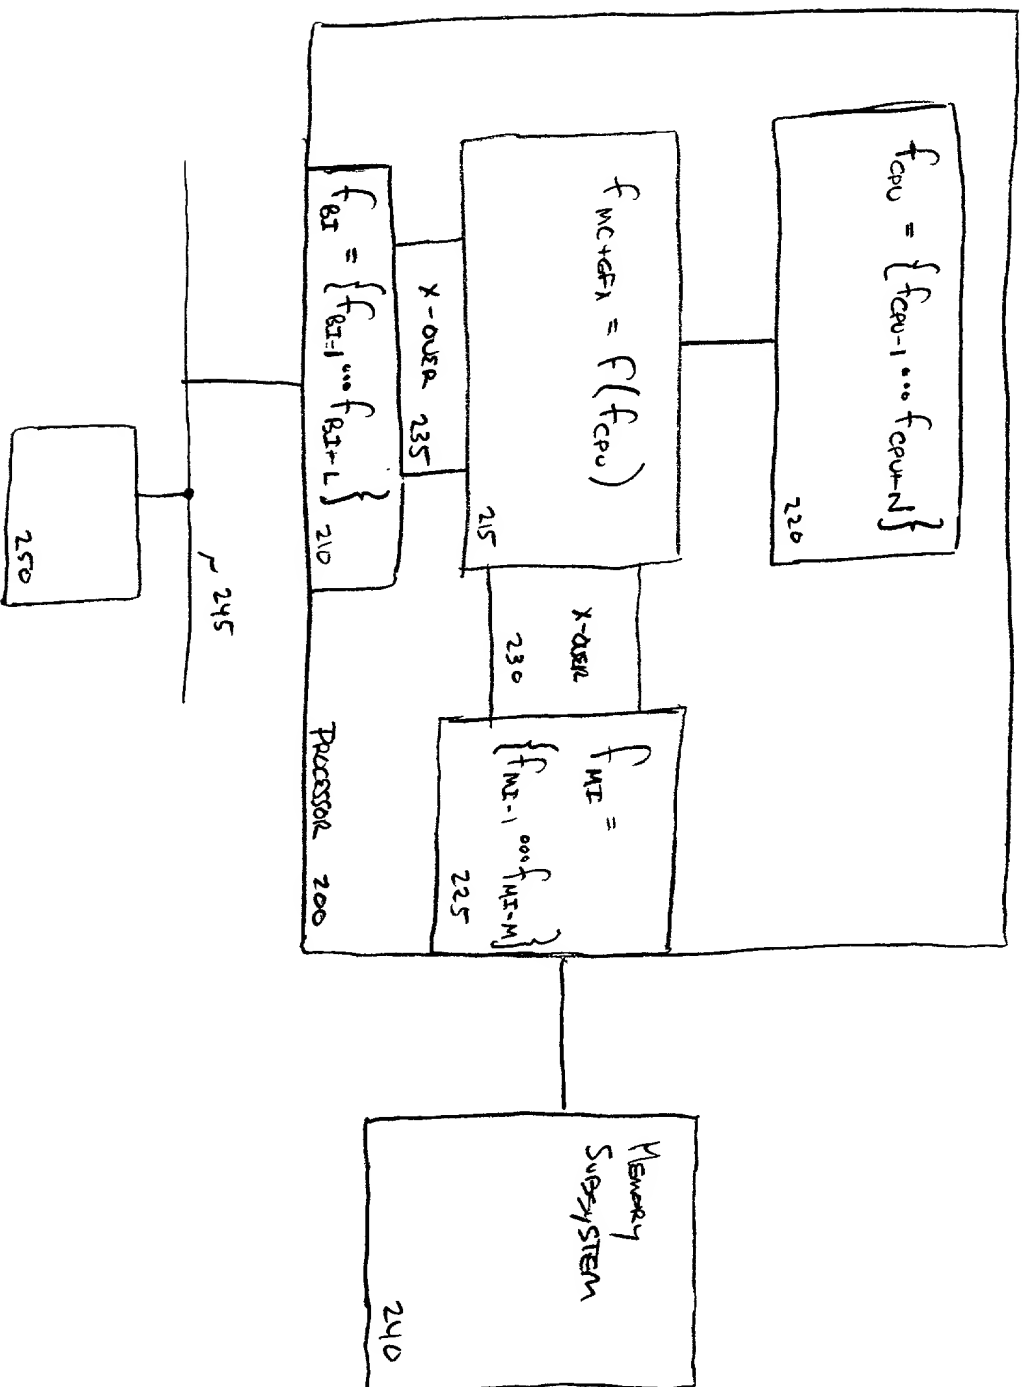 f_CPU = {f_CPU-1 ... f_CPU-N}
220
f_MC+GFX = f(f_CPU)
215
X-OVER
230
f_MI =
{f_MI-1 ... f_MI-M}
225
MEMORY
SUBSYSTEM
240
X-OVER
235
f_BI = {f_BI-1 ... f_BI-L}
210
PROCESSOR 200
245
250